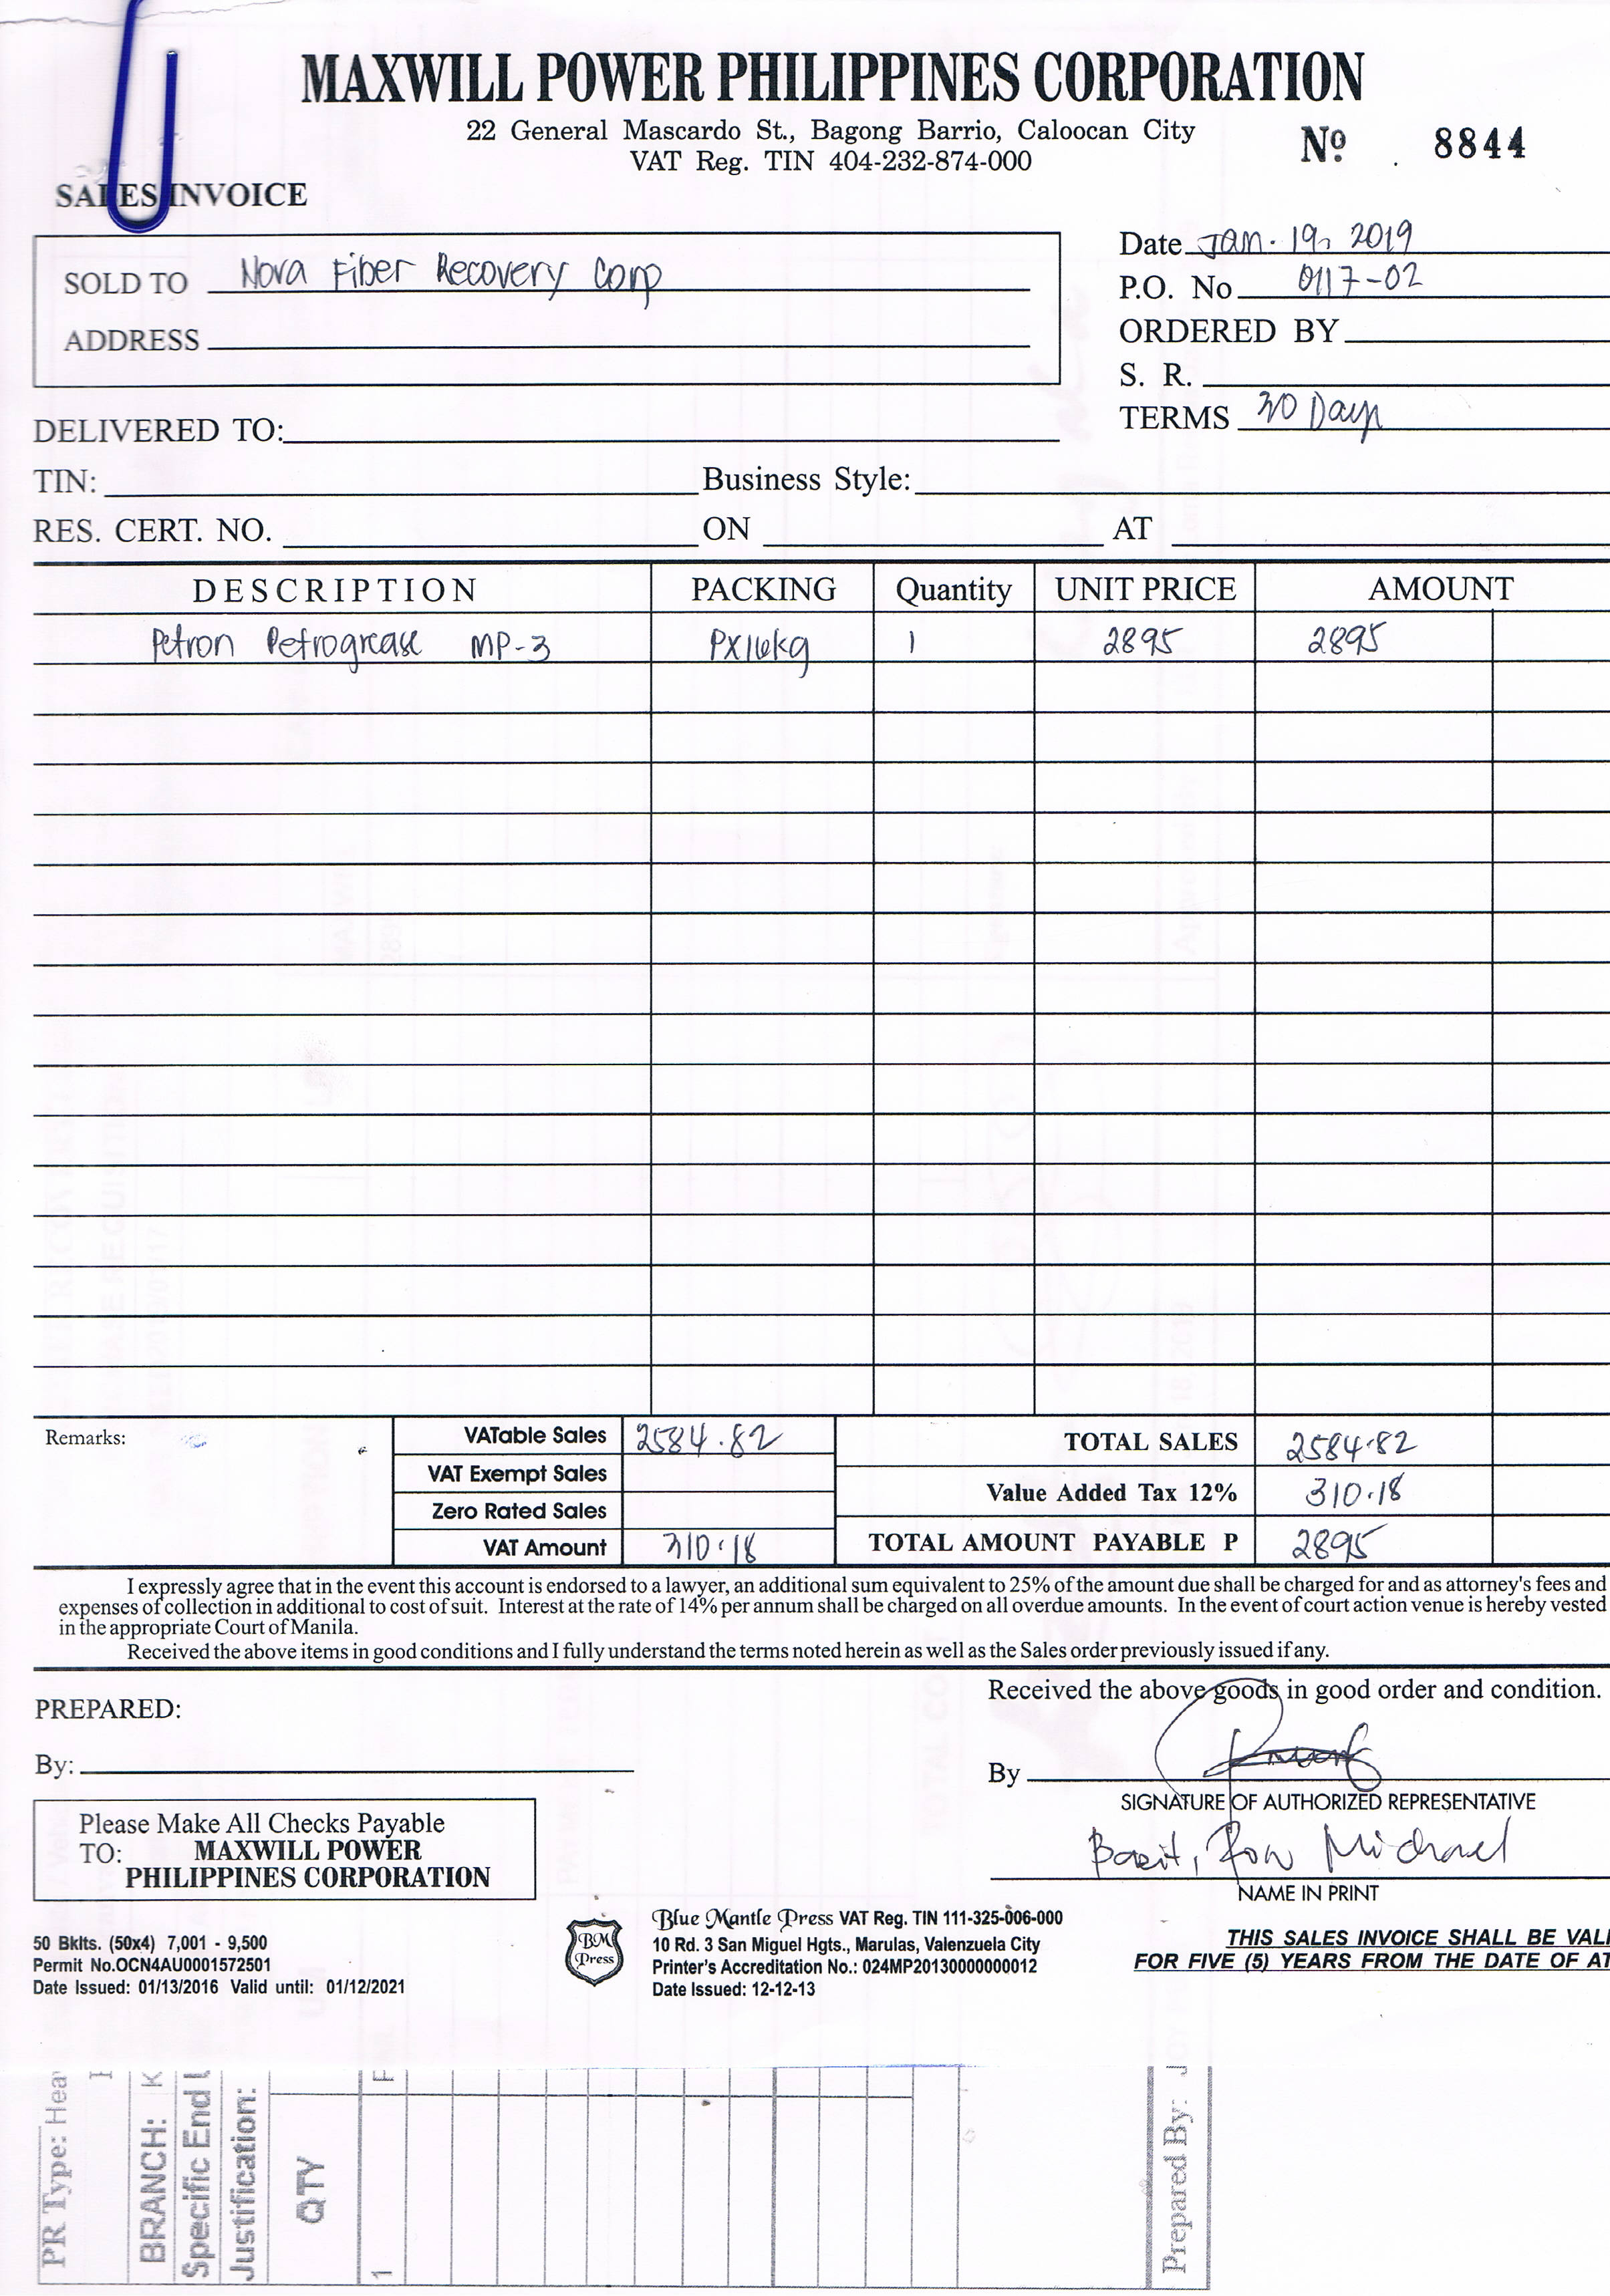 MAXWILL POWER PHILIPPINES CORPORATION
22 General Mascardo St., Bagong Barrio, Caloocan City
VAT Reg. TIN 404-232-874-000
Nº 8844
SALES INVOICE
SOLD TO Nova Fiber Recovery Corp
ADDRESS
Date Jan. 19, 2019
P.O. No 0117-02
ORDERED BY
S. R.
TERMS 30 Days
DELIVERED TO:
TIN: Business Style:
RES. CERT. NO. ON AT
DESCRIPTION PACKING Quantity UNIT PRICE AMOUNT
Petron Petrogrease MP-3 Px16kg 1 2895 2895
Remarks:
VATable Sales 2584.82
VAT Exempt Sales
Zero Rated Sales
VAT Amount 310.18
TOTAL SALES 2584.82
Value Added Tax 12% 310.18
TOTAL AMOUNT PAYABLE P 2895
I expressly agree that in the event this account is endorsed to a lawyer, an additional sum equivalent to 25% of the amount due shall be charged for and as attorney's fees and
expenses of collection in additional to cost of suit. Interest at the rate of 14% per annum shall be charged on all overdue amounts. In the event of court action venue is hereby vested
in the appropriate Court of Manila.
Received the above items in good conditions and I fully understand the terms noted herein as well as the Sales order previously issued if any.
PREPARED:
By:
Received the above goods in good order and condition.
By
SIGNATURE OF AUTHORIZED REPRESENTATIVE
Ron Michael
NAME IN PRINT
Please Make All Checks Payable
TO: MAXWILL POWER
PHILIPPINES CORPORATION
50 Bklts. (50x4) 7,001 - 9,500
Permit No.OCN4AU0001572501
Date Issued: 01/13/2016 Valid until: 01/12/2021
BM
Press
Blue Mantle Press VAT Reg. TIN 111-325-006-000
10 Rd. 3 San Miguel Hgts., Marulas, Valenzuela City
Printer's Accreditation No.: 024MP20130000000012
Date Issued: 12-12-13
THIS SALES INVOICE SHALL BE VALI
FOR FIVE (5) YEARS FROM THE DATE OF AT
PR Type: Hea
BRANCH: K
Specific End U
Justification:
QTY
1
Prepared By: J